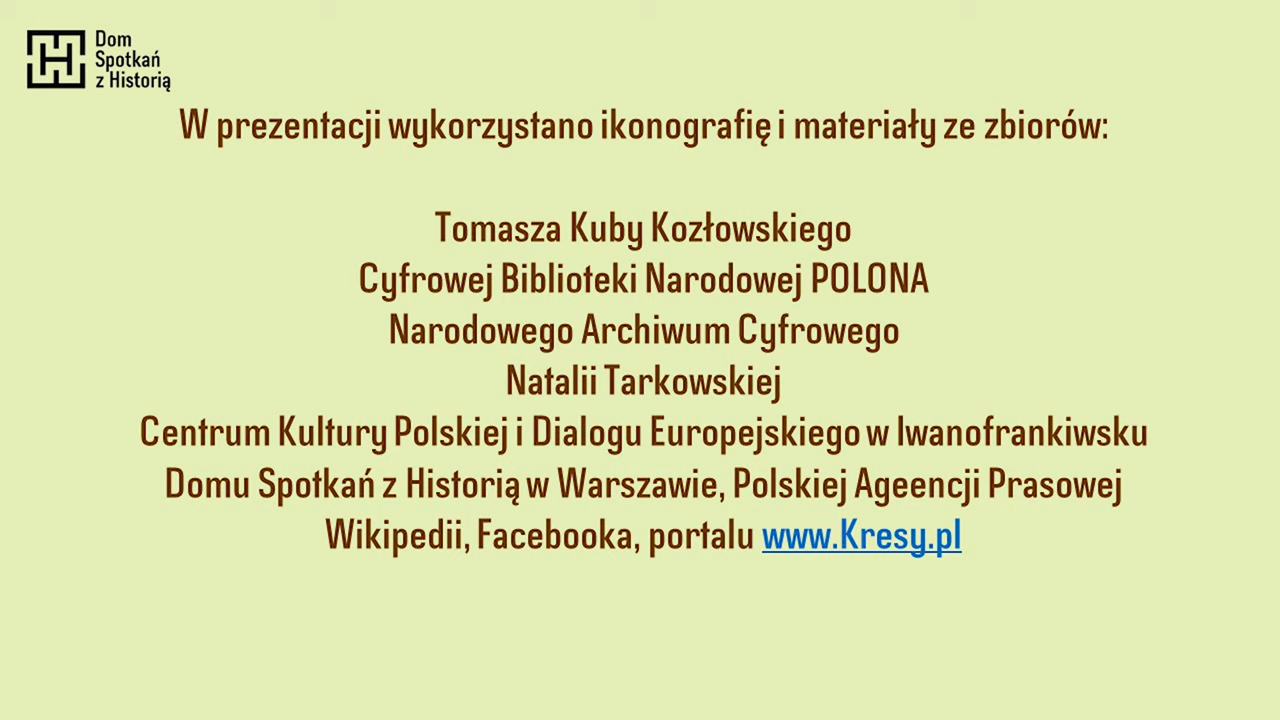 Dom
Spotkań
z Historią
W prezentacji wykorzystano ikonografię i materiały ze zbiorów:
Tomasza Kuby Kozłowskiego
Cyfrowej Biblioteki Narodowej POLONA
Narodowego Archiwum Cyfrowego
Natalii Tarkowskiej
Centrum Kultury Polskiej i Dialogu Europejskiego w Iwanofrankiwsku
Domu Spotkań z Historią w Warszawie, Polskiej Ageencji Prasowej
Wikipedii, Facebooka, portalu www.Kresy.pl